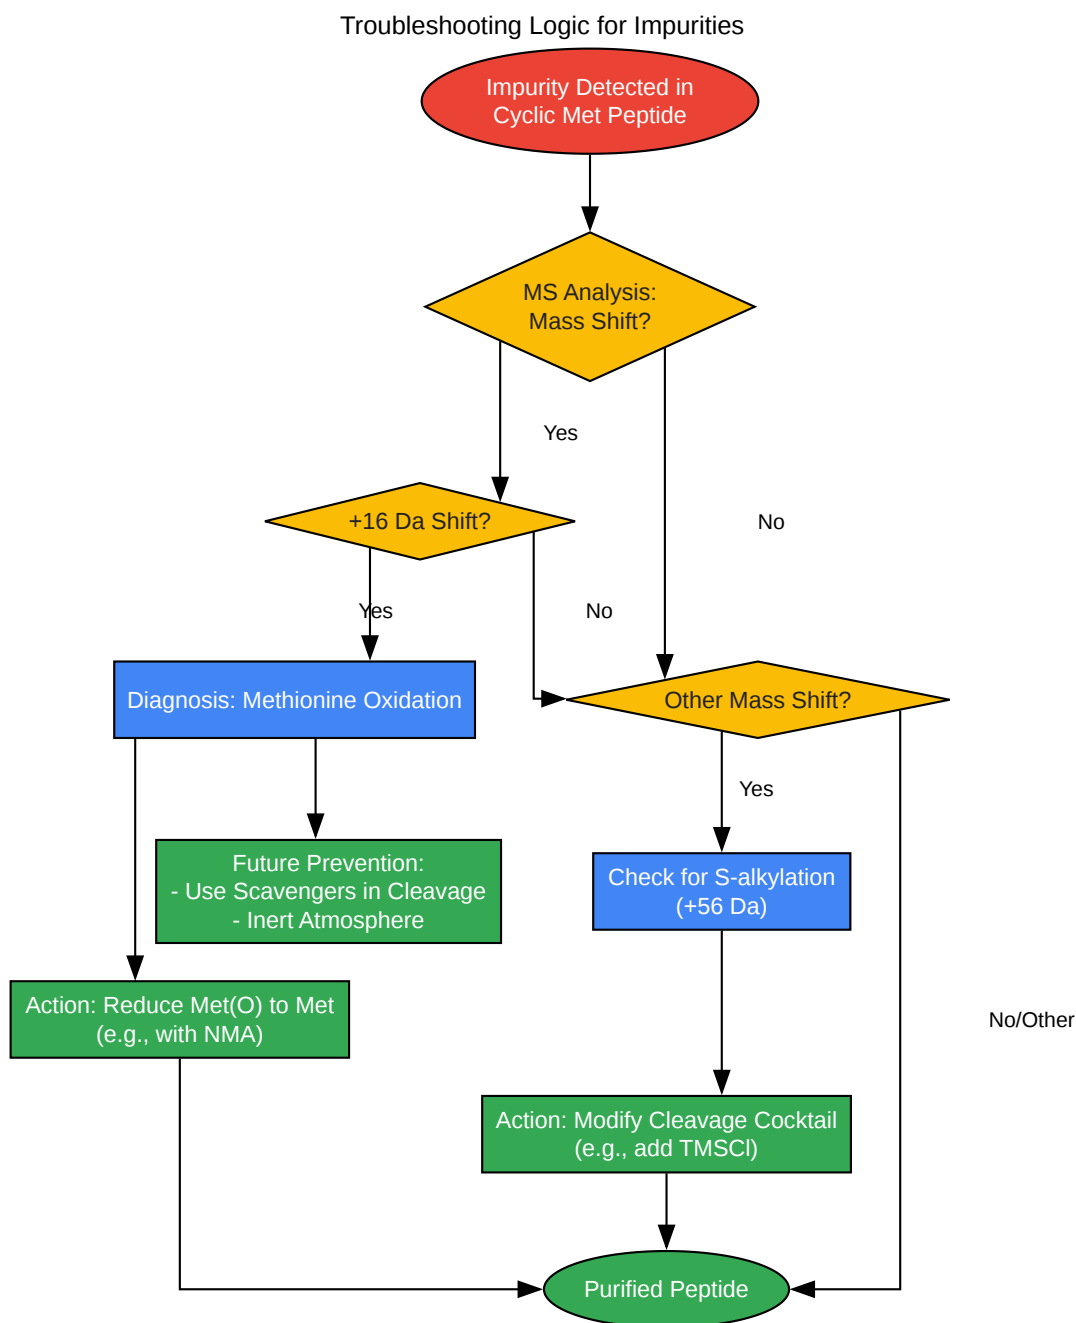 Troubleshooting Logic for Impurities
Impurity Detected in
Cyclic Met Peptide
MS Analysis:
Mass Shift?
Yes
No
+16 Da Shift?
Yes
No
Diagnosis: Methionine Oxidation
Other Mass Shift?
Yes
Future Prevention:
- Use Scavengers in Cleavage
- Inert Atmosphere
Check for S-alkylation
(+56 Da)
Action: Reduce Met(O) to Met
(e.g., with NMA)
No/Other
Action: Modify Cleavage Cocktail
(e.g., add TMSCl)
Purified Peptide